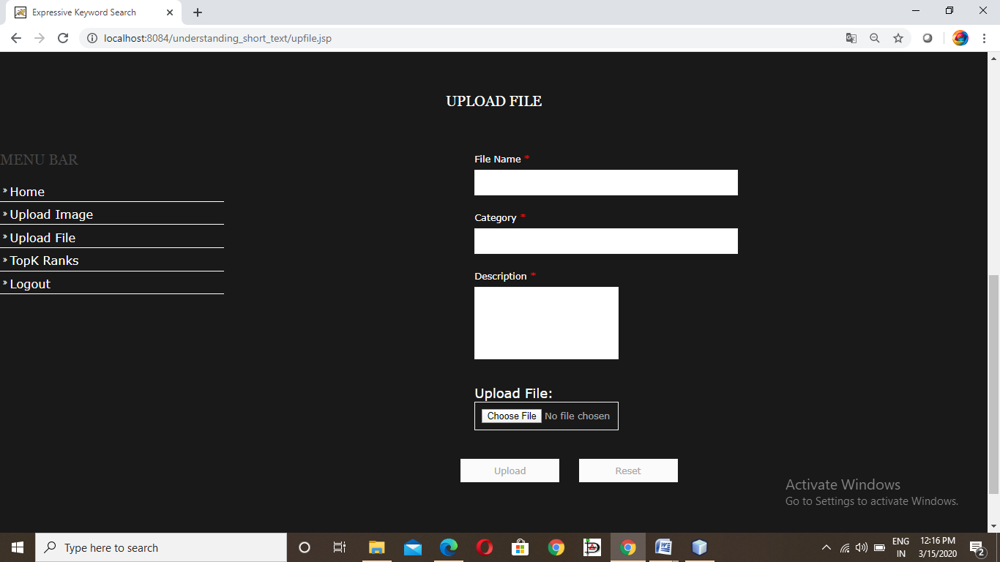 Expressive Keyword Search
localhost:8084/understanding_short_text/upfile.jsp
UPLOAD FILE
MENU BAR
» Home
» Upload Image
» Upload File
» TopK Ranks
» Logout
File Name *
Category *
Description *
Upload File:
Choose File No file chosen
Upload Reset
Activate Windows
Go to Settings to activate Windows.
Type here to search
ENG
IN
12:16 PM
3/15/2020
2